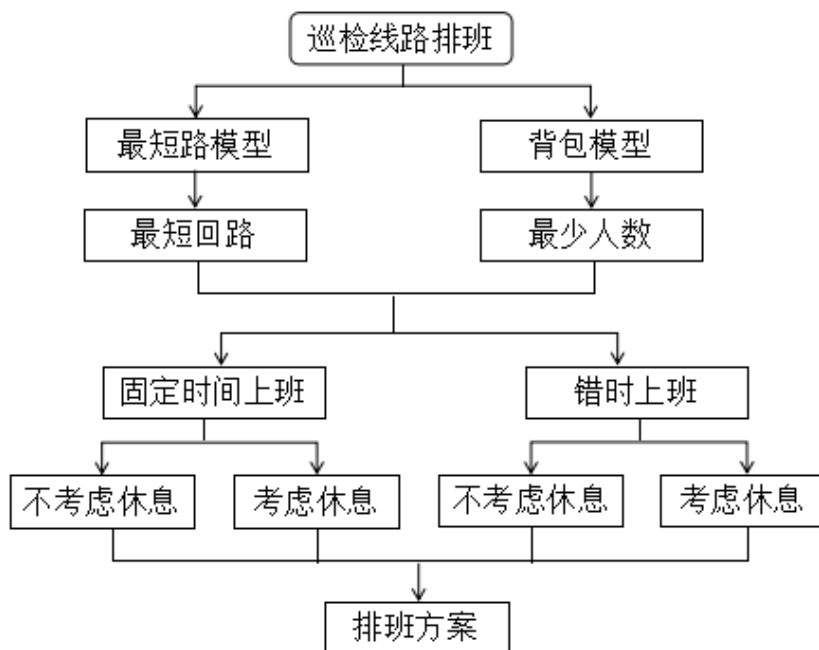 巡检线路排班
最短路模型
背包模型
最短回路
最少人数
固定时间上班
错时上班
不考虑休息
考虑休息
不考虑休息
考虑休息
排班方案